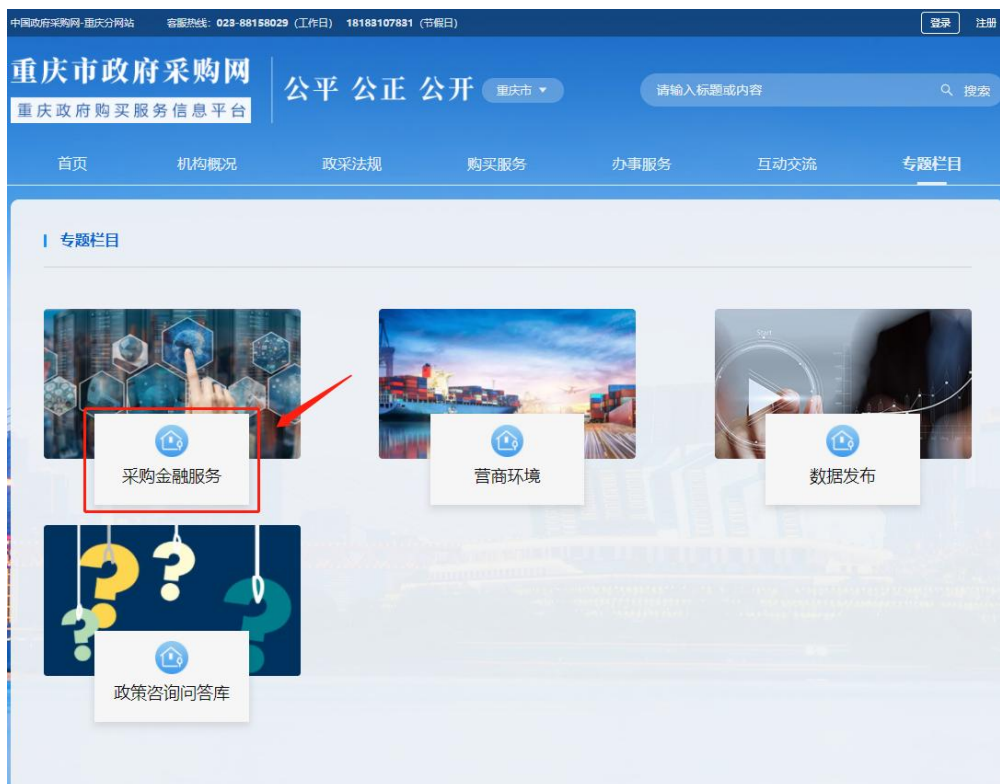 中国政府采购网-重庆分网站 客服热线：023-88158029（工作日） 18183107831（节假日） 登录 注册
重庆市政府采购网
重庆政府购买服务信息平台
公平 公正 公开 重庆市
请输入标题或内容 搜索
首页 机构概况 政采法规 购买服务 办事服务 互动交流 专题栏目
专题栏目
Start
采购金融服务 营商环境 数据发布
政策咨询问答库